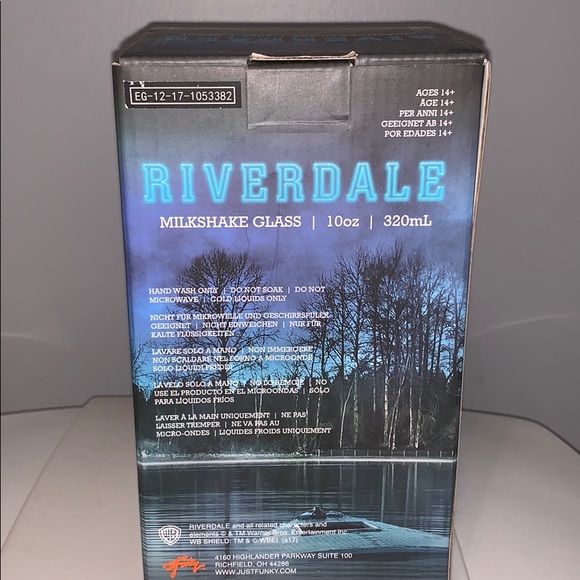 EG-12-17-1053382
AGES 14+
ÂGE 14+
PER ANNI 14+
GEEIGNET AB 14+
POR EDADES 14+
RIVERDALE
MILKSHAKE GLASS | 10oz | 320mL
HAND WASH ONLY | DO NOT SOAK | DO NOT
MICROWAVE | COLD LIQUIDS ONLY
NICHT FÜR MIKROWELLE UND GESCHIRRSPÜLER
GEEIGNET | NICHT EINWEICHEN | NUR FÜR
KALTE FLÜSSIGKEITEN
LAVARE SOLO A MANO | NON IMMERGERE
NON SCALDARE NEL FORNO A MICROONDE
SOLO LIQUIDI FREDDI
LÁVELO SOLO A MANO | NO LO REMOJE | NO
USE EL PRODUCTO EN EL MICROONDAS | SOLO
PARA LÍQUIDOS FRÍOS
LAVER À LA MAIN UNIQUEMENT | NE PAS
LAISSER TREMPER | NE VA PAS AU
MICRO-ONDES | LIQUIDES FROIDS UNIQUEMENT
WB
RIVERDALE and all related characters and
elements © & TM Warner Bros. Entertainment Inc.
WB SHIELD: TM & © WBEI. (s17)
4160 HIGHLANDER PARKWAY SUITE 100
RICHFIELD, OH 44286
WWW.JUSTFUNKY.COM